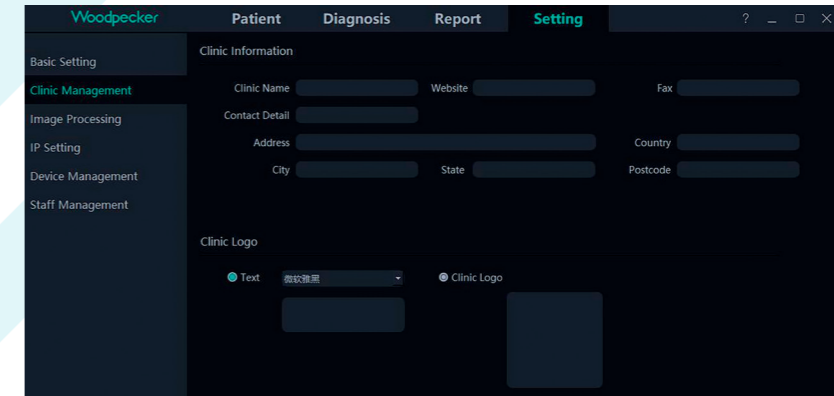 Woodpecker Patient Diagnosis Report Setting ?
Basic Setting
Clinic Management
Image Processing
IP Setting
Device Management
Staff Management
Clinic Information
Clinic Name Website Fax
Contact Detail
Address Country
City State Postcode
Clinic Logo
Text 微软雅黑 Clinic Logo